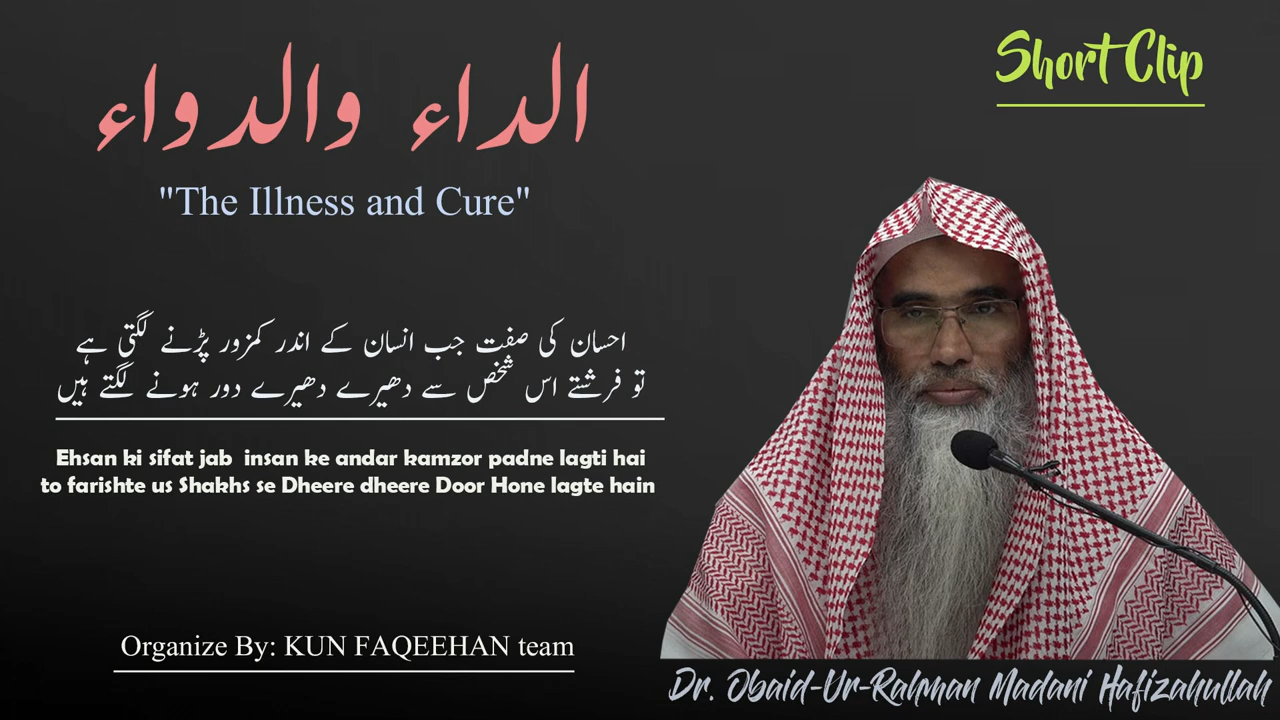 Short Clip
الداء والدواء
"The Illness and Cure"
احسان کی صفت جب انسان کے اندر کمزور پڑنے لگتی ہے
تو فرشتے اس شخص سے دھیرے دھیرے دور ہونے لگتے ہیں
Ehsan ki sifat jab insan ke andar kamzor padne lagti hai
to farishte us Shakhs se Dheere dheere Door Hone lagte hain
Organize By: KUN FAQEEHAN team
Dr. Obaid-Ur-Rahman Madani Hafizahullah